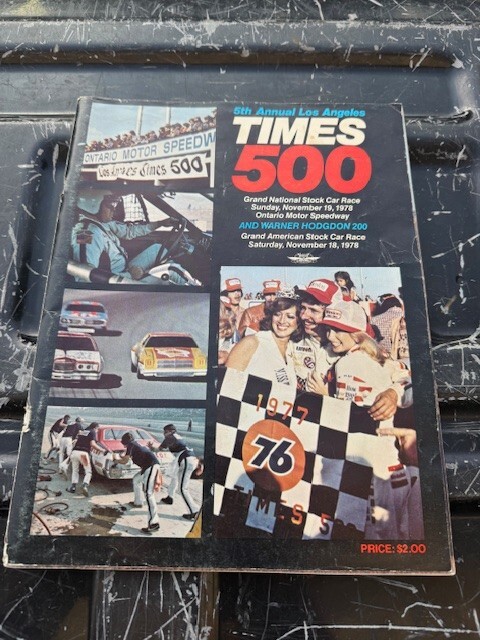 5th Annual Los Angeles
TIMES
500
Grand National Stock Car Race
Sunday, November 19, 1978
Ontario Motor Speedway
AND WARNER HODGDON 200
Grand American Stock Car Race
Saturday, November 18, 1978
ONTARIO MOTOR SPEEDW
Los Angeles Times 500
1977
76
TIMES 500
PRICE: $2.00